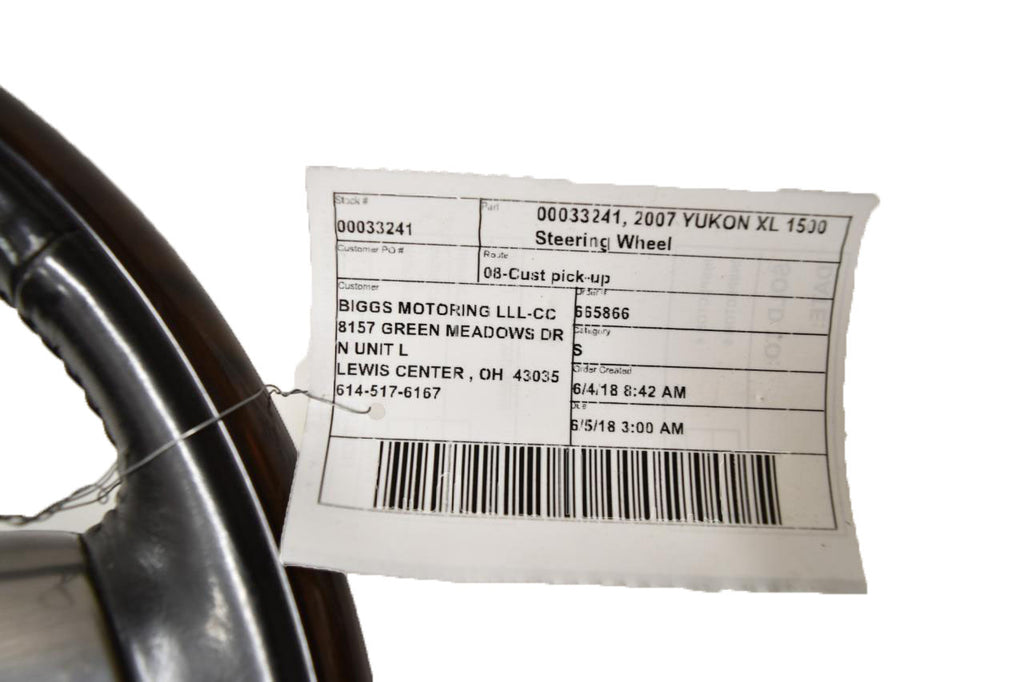 Stock #
00033241
Part
00033241, 2007 YUKON XL 1500
Steering Wheel
Customer PO #
Route
08-Cust pick-up
Customer
BIGGS MOTORING LLL-CC
8157 GREEN MEADOWS DR
N UNIT L
LEWIS CENTER , OH 43035
614-517-6167
Order #
665866
Category
S
Order Created
6/4/18 8:42 AM
Due
6/5/18 3:00 AM